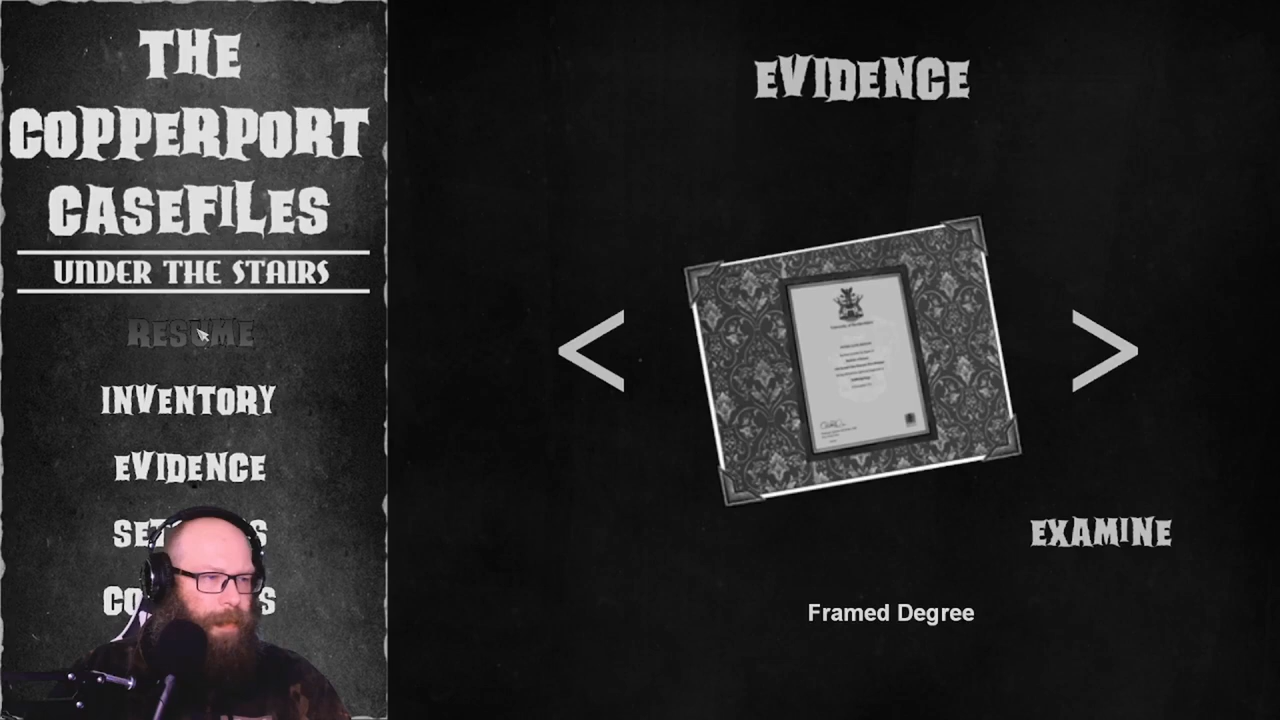 THE
COPPERPORT
CASEFILES
UNDER THE STAIRS
RESUME
INVENTORY
EVIDENCE
EVIDENCE
<
>
EXAMINE
Framed Degree